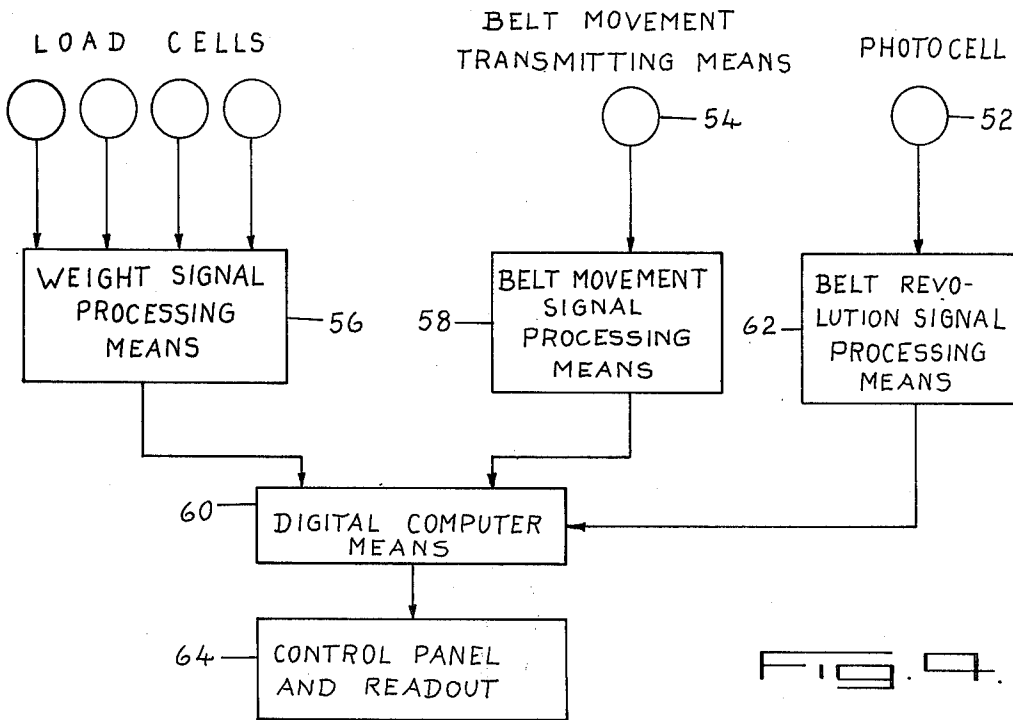 LOAD CELLS
BELT MOVEMENT
TRANSMITTING MEANS
PHOTOCELL
54
52
WEIGHT SIGNAL
PROCESSING
MEANS
56
58
BELT MOVEMENT
SIGNAL
PROCESSING
MEANS
62
BELT REVO-
LUTION SIGNAL
PROCESSING
MEANS
60
DIGITAL COMPUTER
MEANS
64
CONTROL PANEL
AND READOUT
Fig. 4.